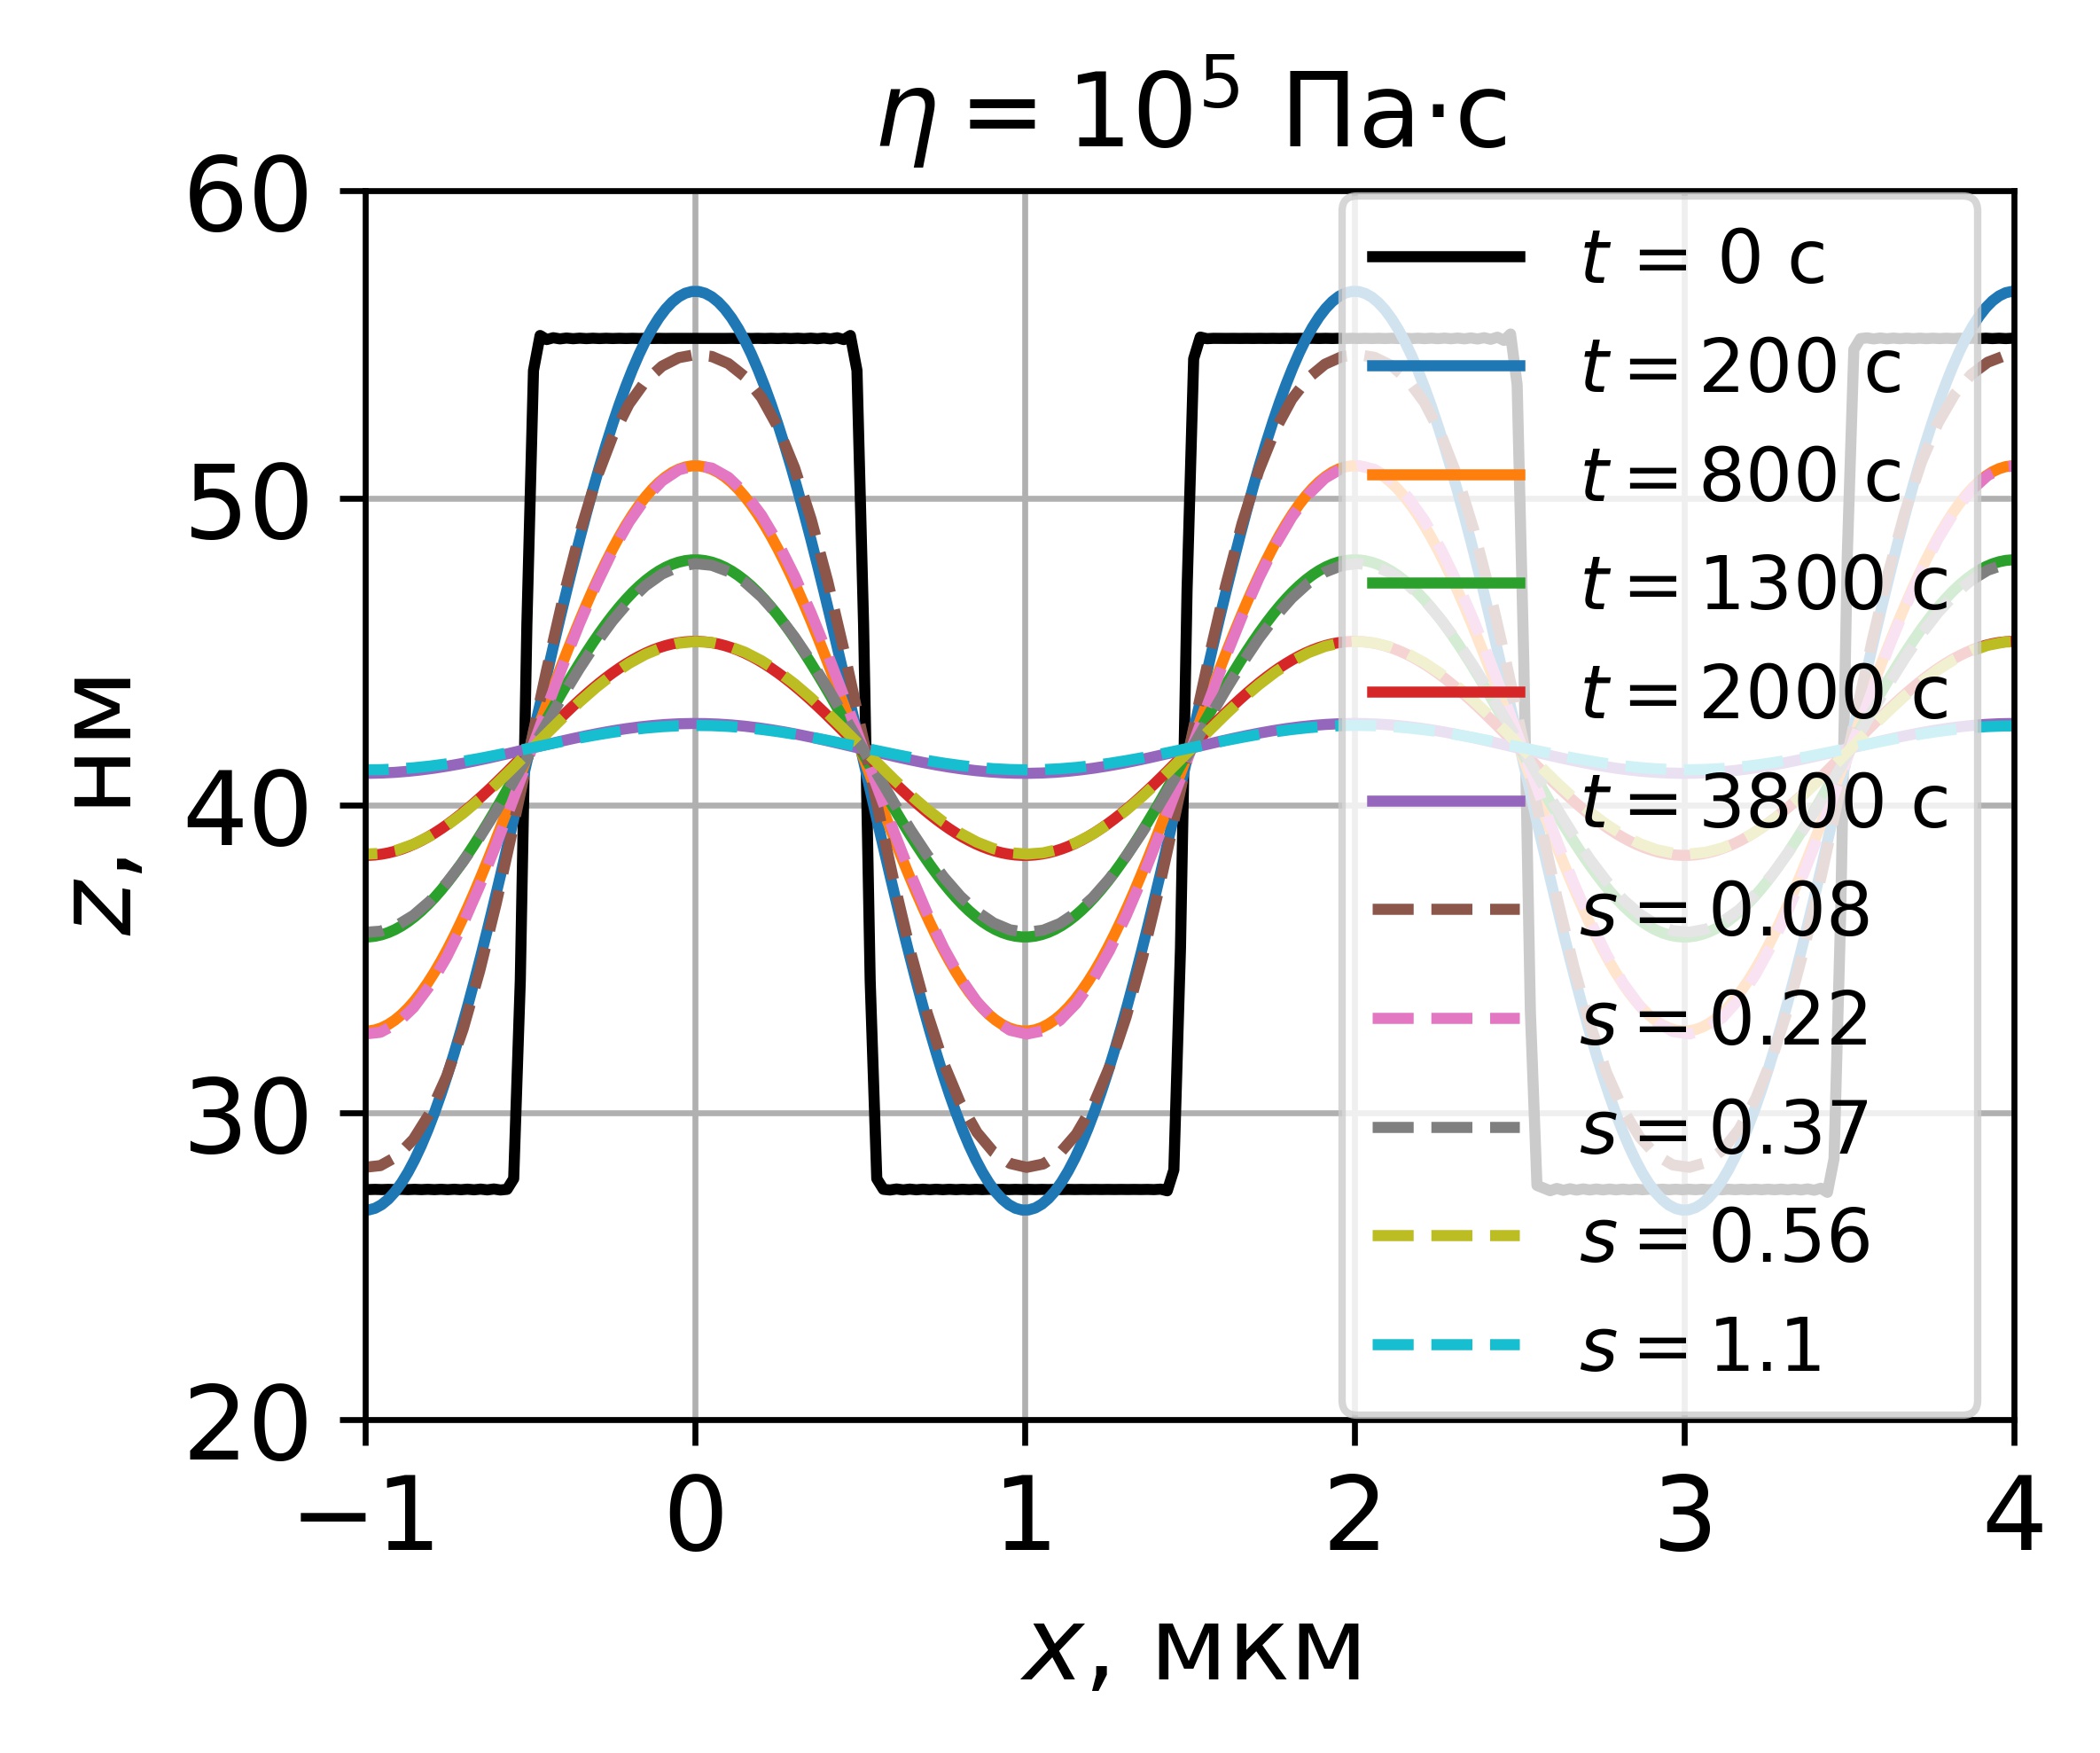 η = 10⁵ Па·с
z, нм
60
50
40
30
20
−1 0 1 2 3 4
x, мкм
t = 0 с
t = 200 с
t = 800 с
t = 1300 с
t = 2000 с
t = 3800 с
s = 0.08
s = 0.22
s = 0.37
s = 0.56
s = 1.1